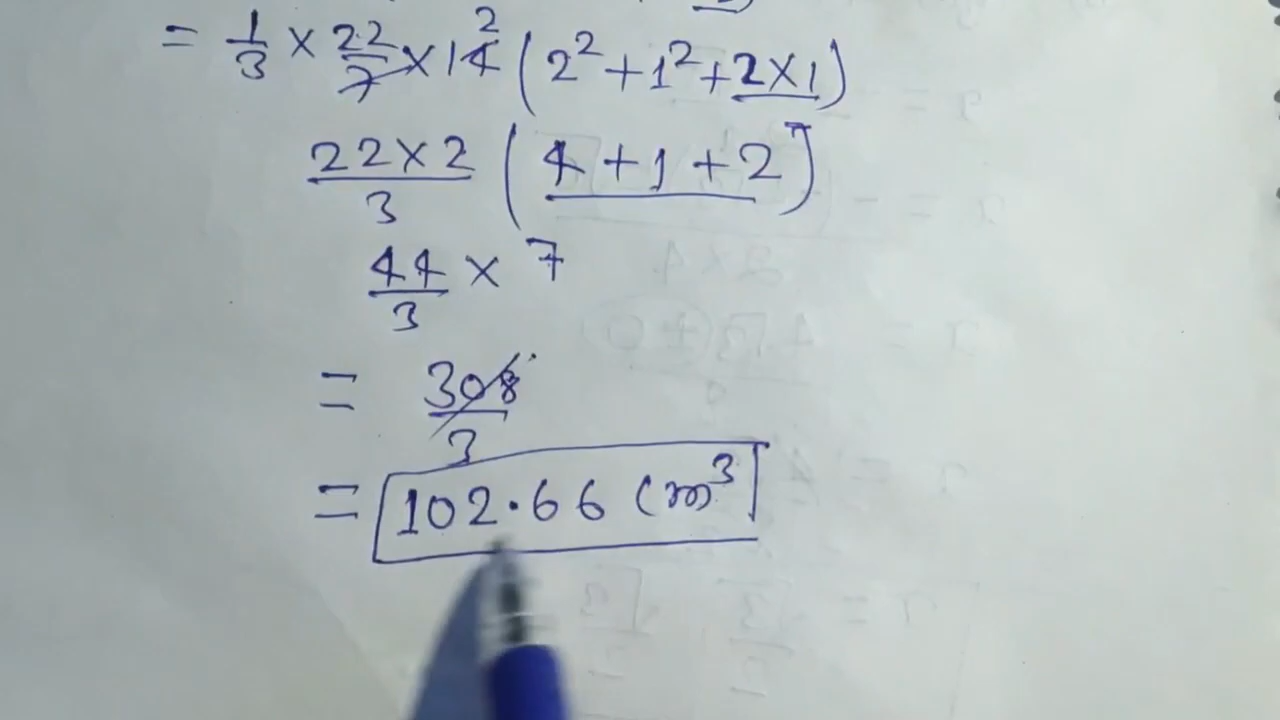 = 1/3 × 22/7 × 14 2 (2² + 1² + 2×1)
22×2/3 (4+1+2)
44/3 × 7
= 308/3
= 102.66 cm³